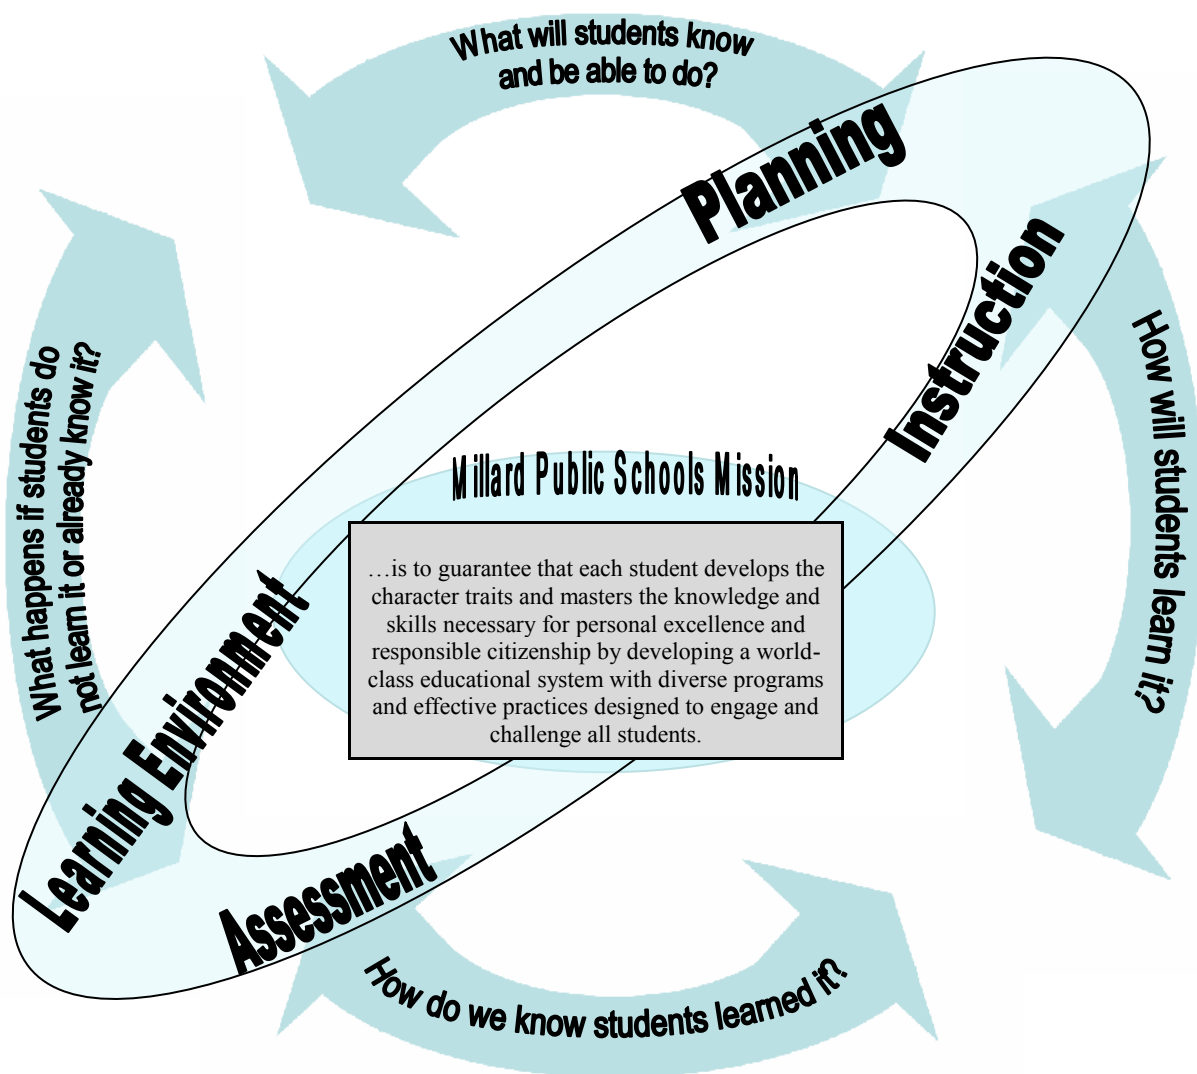 What will students know
and be able to do?
Planning
Instruction
How will students learn it?
What happens if students do
not learn it or already know it?
Millard Public Schools Mission
…is to guarantee that each student develops the
character traits and masters the knowledge and
skills necessary for personal excellence and
responsible citizenship by developing a world-
class educational system with diverse programs
and effective practices designed to engage and
challenge all students.
Learning Environment
Assessment
How do we know students learned it?